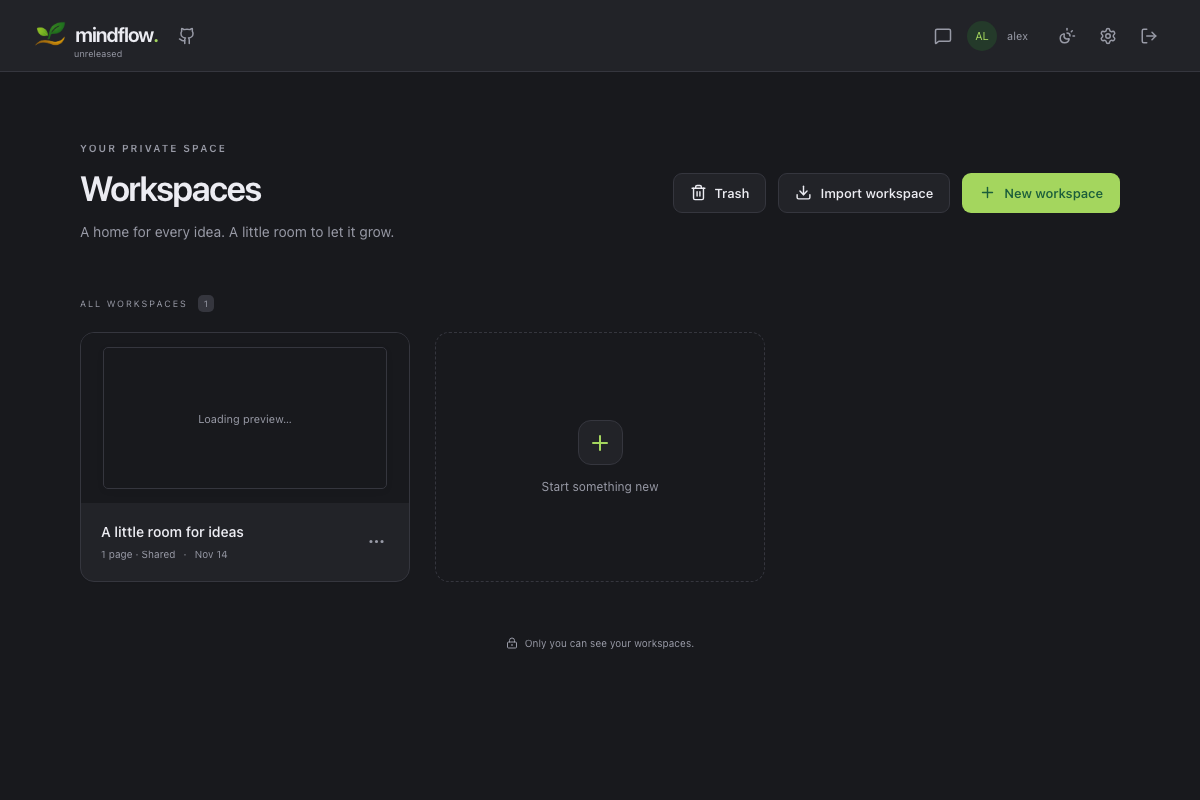 mindflow.
unreleased
AL
alex
YOUR PRIVATE SPACE
Workspaces
A home for every idea. A little room to let it grow.
Trash
Import workspace
New workspace
ALL WORKSPACES 1
Loading preview...
A little room for ideas
1 page · Shared · Nov 14
Start something new
Only you can see your workspaces.